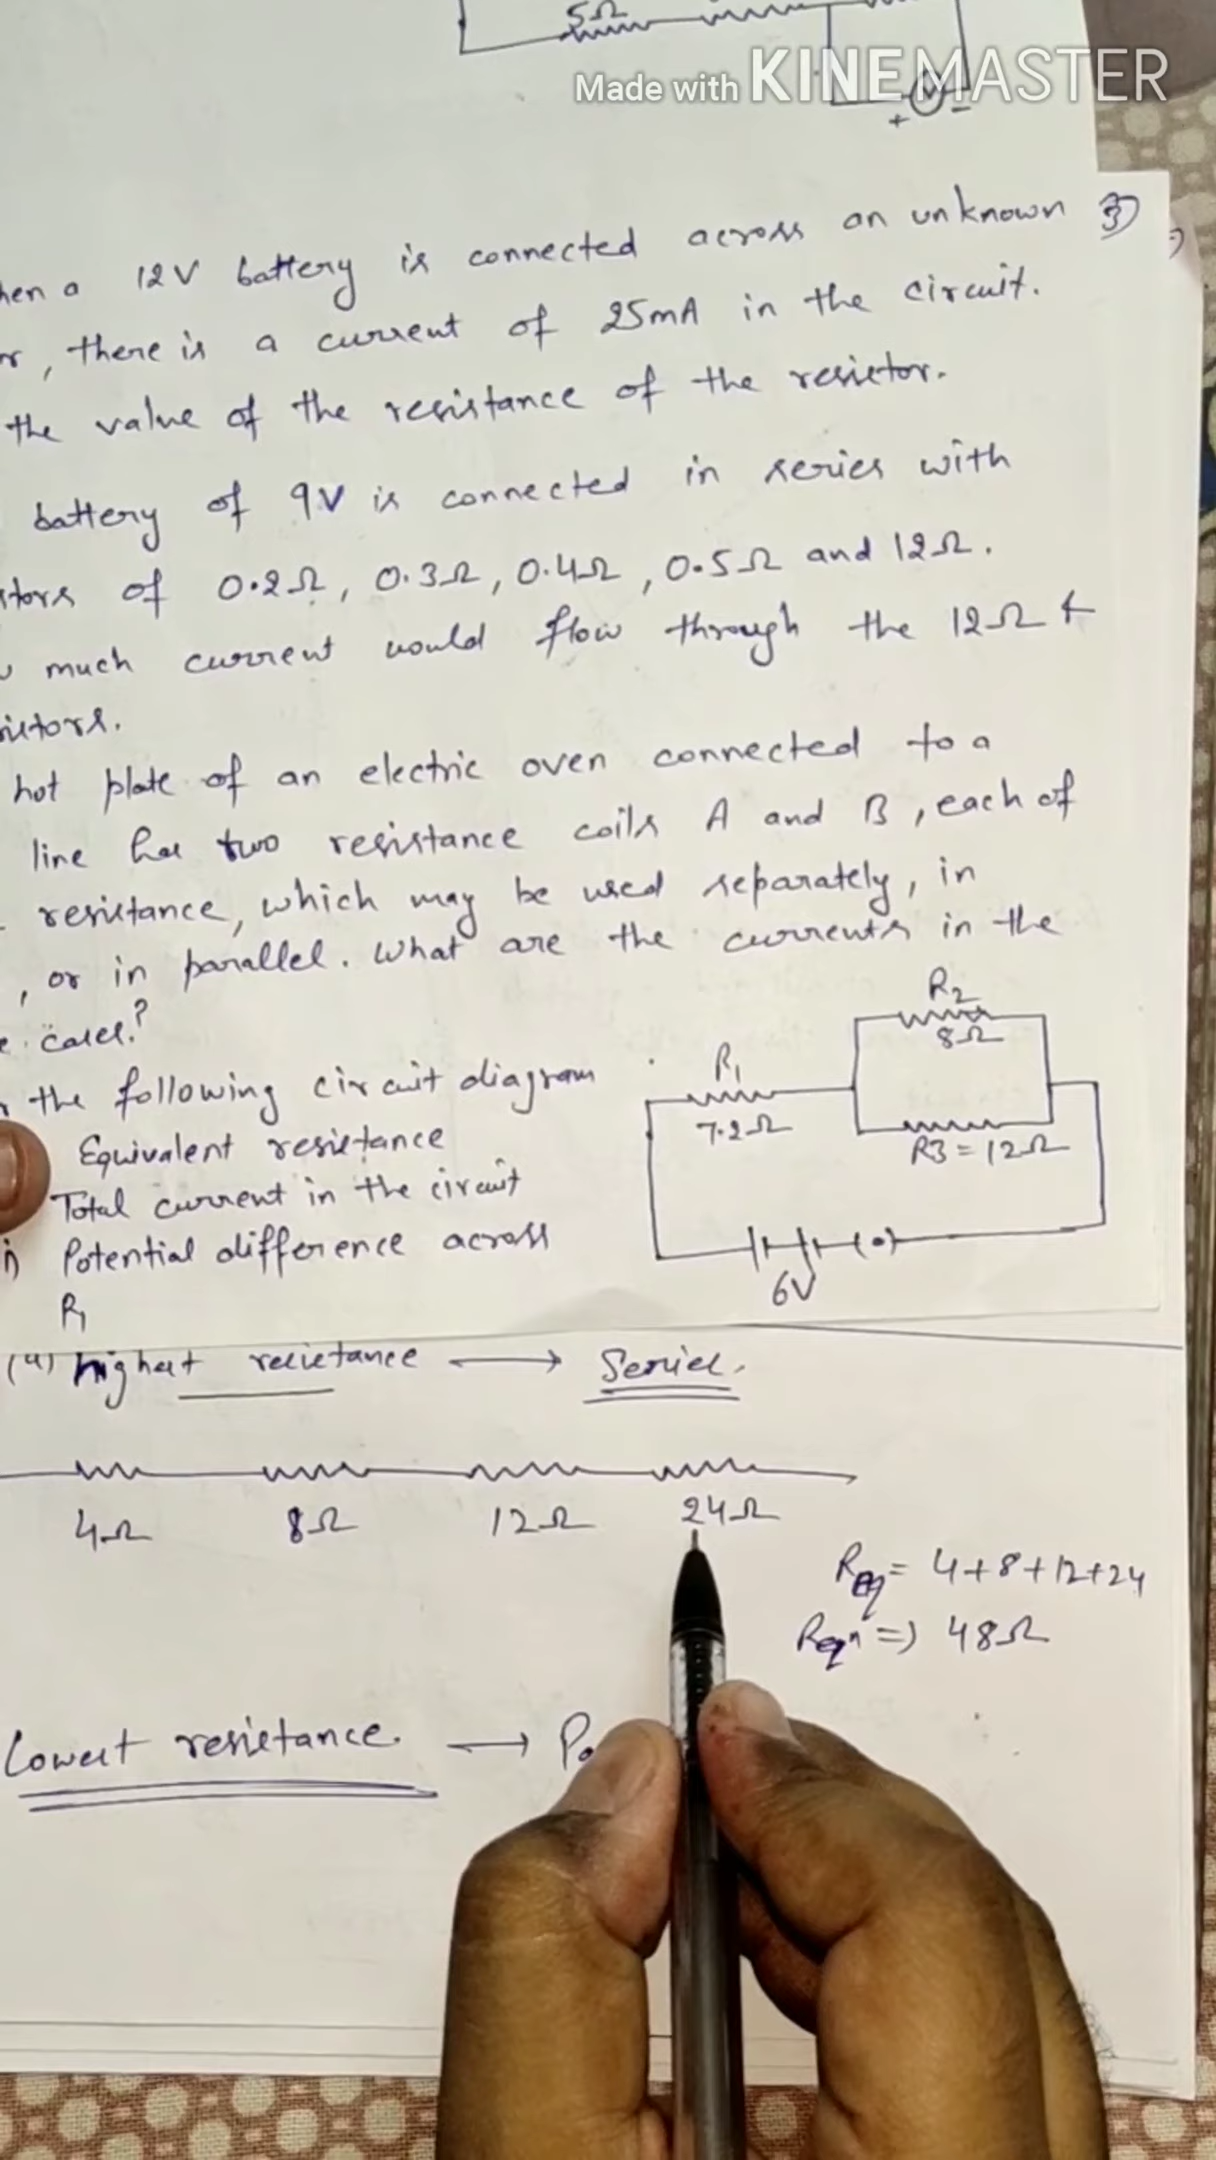 5Ω
Made with KINEMASTER
+ V -
a 12V battery is connected across an unknown 3)
, there is a current of 25mA in the circuit.
the value of the resistance of the resistor.
battery of 9V is connected in series with
of 0.2Ω, 0.3Ω, 0.4Ω, 0.5Ω and 12Ω.
much current would flow through the 12Ω
hot plate of an electric oven connected to a
line has two resistance coils A and B, each of
resistance, which may be used separately, in
, or in parallel. What are the currents in the
cases?
the following circuit diagram
Equivalent resistance
Total current in the circuit
Potential difference across
R1
R2
8Ω
R1
7.2Ω
R3 = 12Ω
6V
highest resistance → Series.
4Ω 8Ω 12Ω 24Ω
Req = 4+8+12+24
Req => 48Ω
Lowest resistance. →